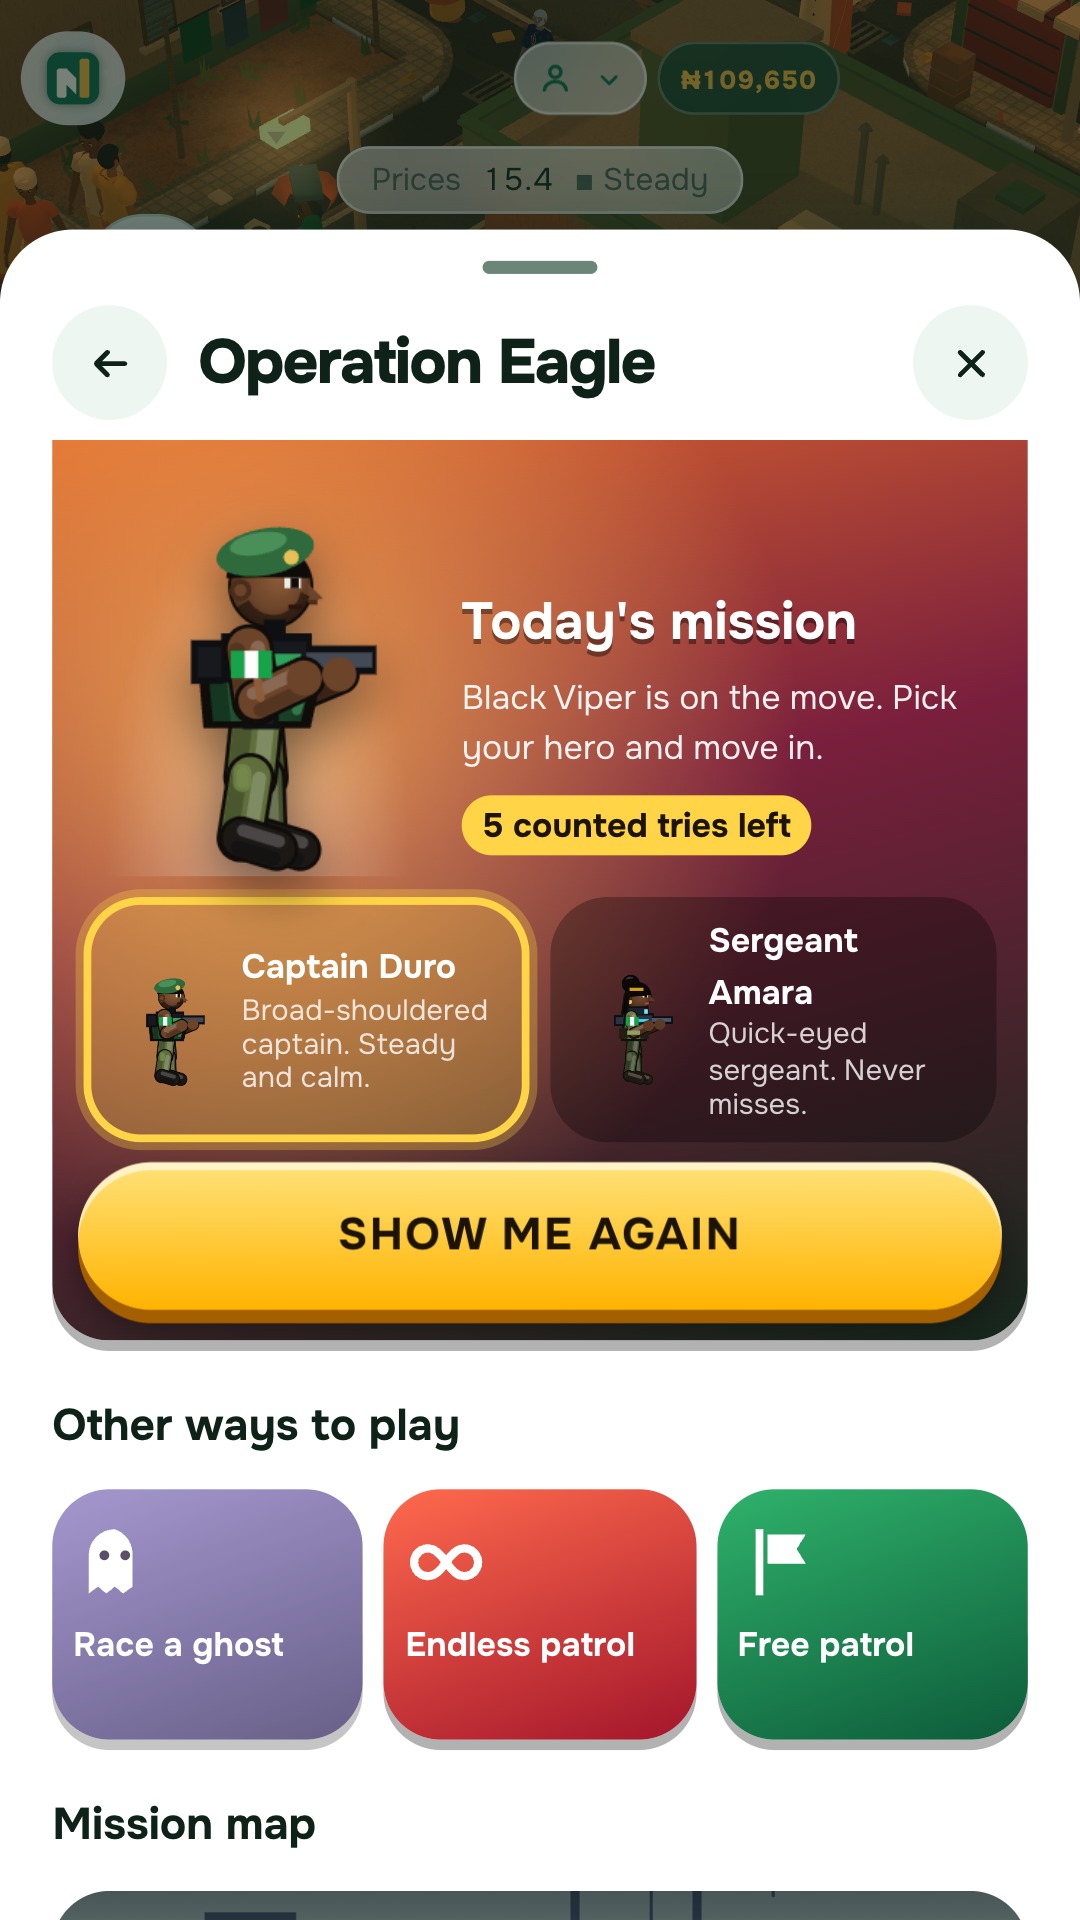 ₦109,650
Prices 15.4 ■ Steady
Operation Eagle
Today's mission
Black Viper is on the move. Pick
your hero and move in.
5 counted tries left
Captain Duro
Broad-shouldered
captain. Steady
and calm.
Sergeant
Amara
Quick-eyed
sergeant. Never
misses.
SHOW ME AGAIN
Other ways to play
Race a ghost
Endless patrol
Free patrol
Mission map